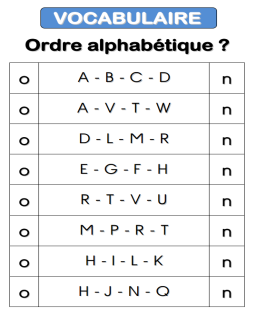 VOCABULAIRE
Ordre alphabétique ?
o A - B - C - D n
o A - V - T - W n
o D - L - M - R n
o E - G - F - H n
o R - T - V - U n
o M - P - R - T n
o H - I - L - K n
o H - J - N - Q n